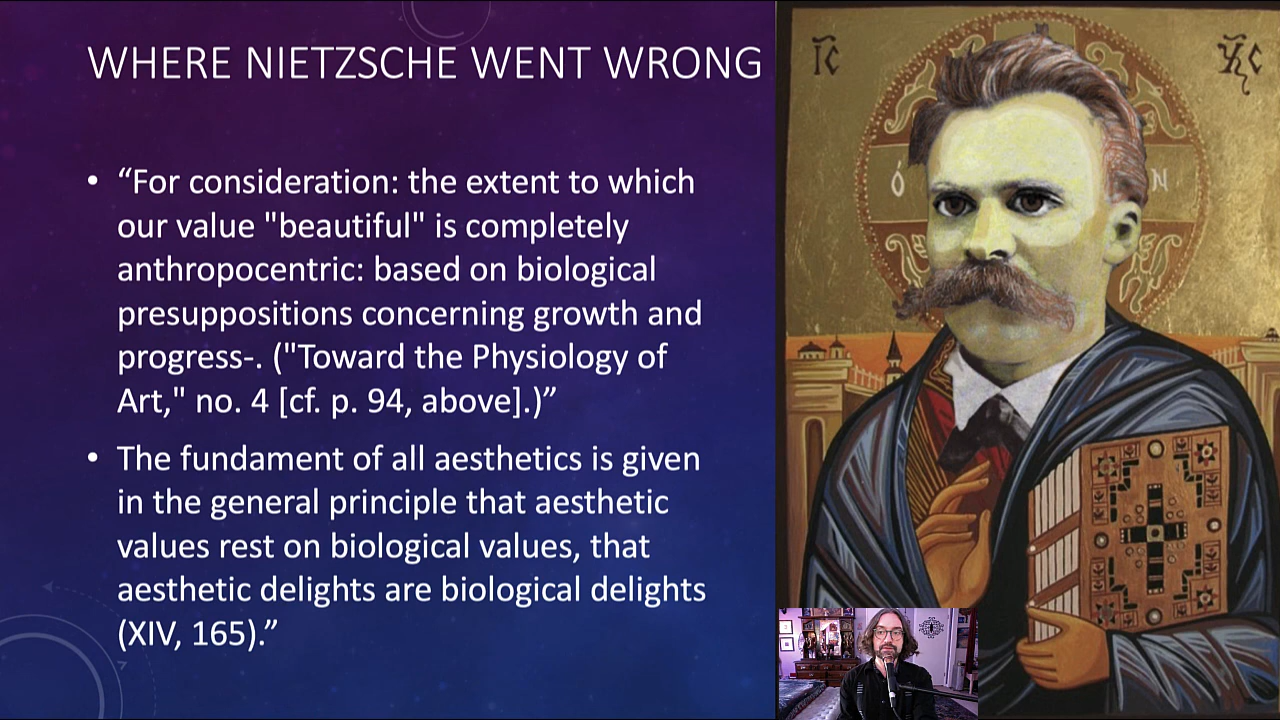 WHERE NIETZSCHE WENT WRONG
• “For consideration: the extent to which
our value "beautiful" is completely
anthropocentric: based on biological
presuppositions concerning growth and
progress-. ("Toward the Physiology of
Art," no. 4 [cf. p. 94, above].)”
• The fundament of all aesthetics is given
in the general principle that aesthetic
values rest on biological values, that
aesthetic delights are biological delights
(XIV, 165).”
IC
ό
N